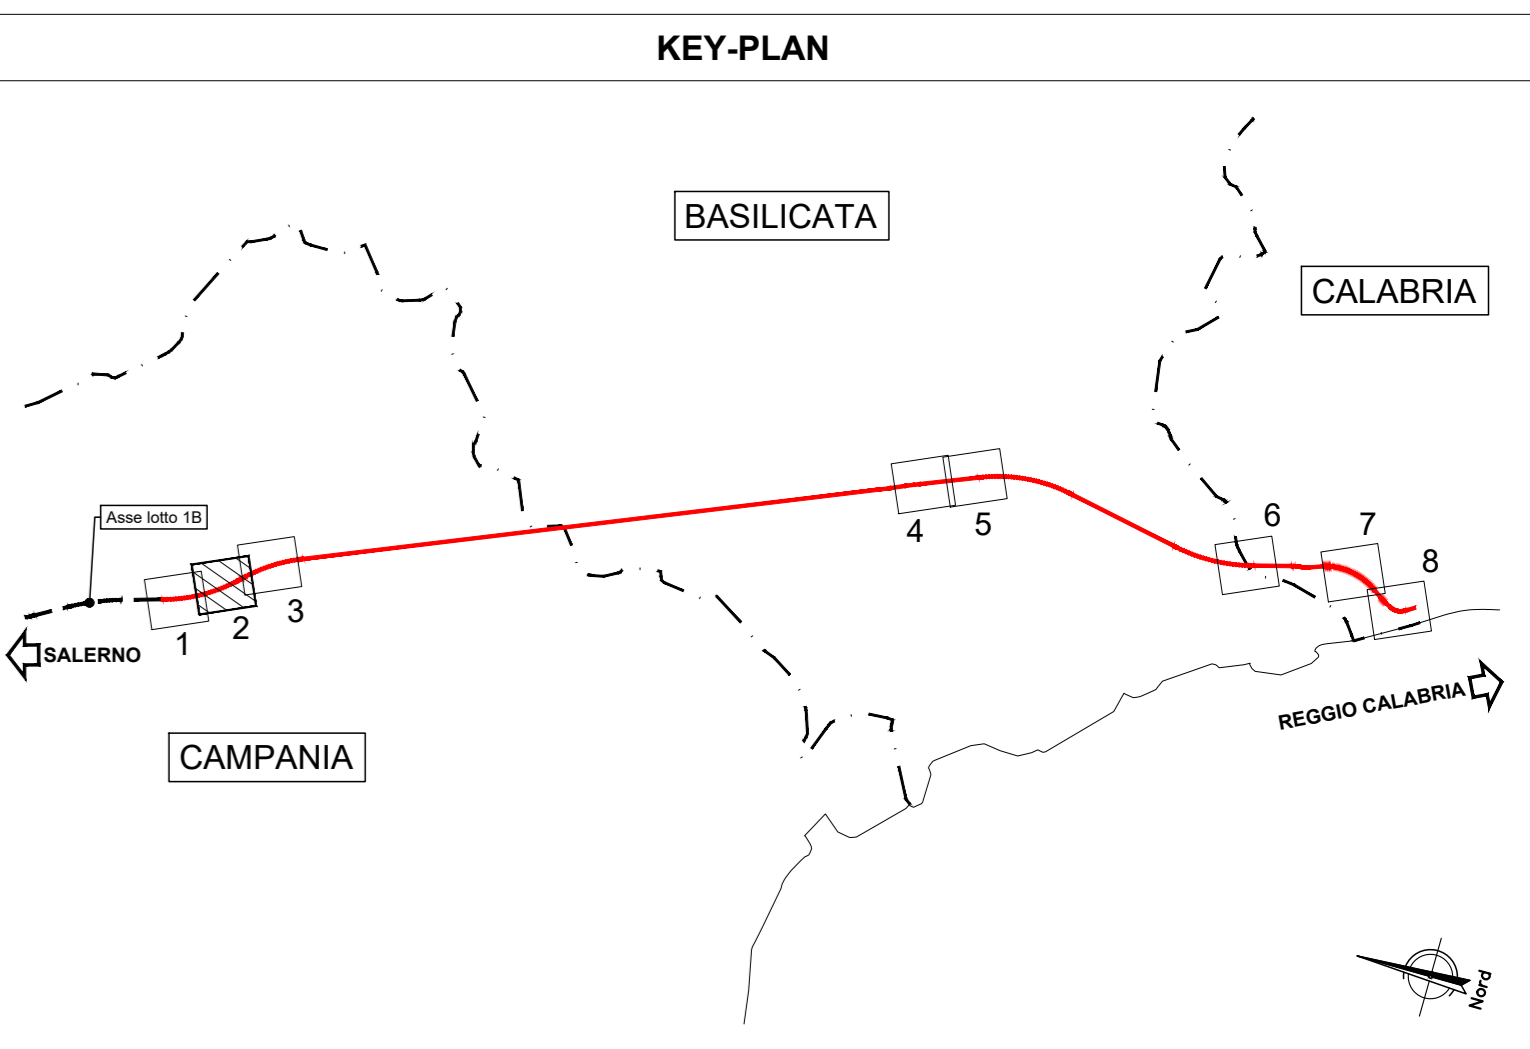 KEY-PLAN
BASILICATA
CALABRIA
Asse lotto 1B
4
5
6
7
8
3
2
1
SALERNO
REGGIO CALABRIA
CAMPANIA
Nord